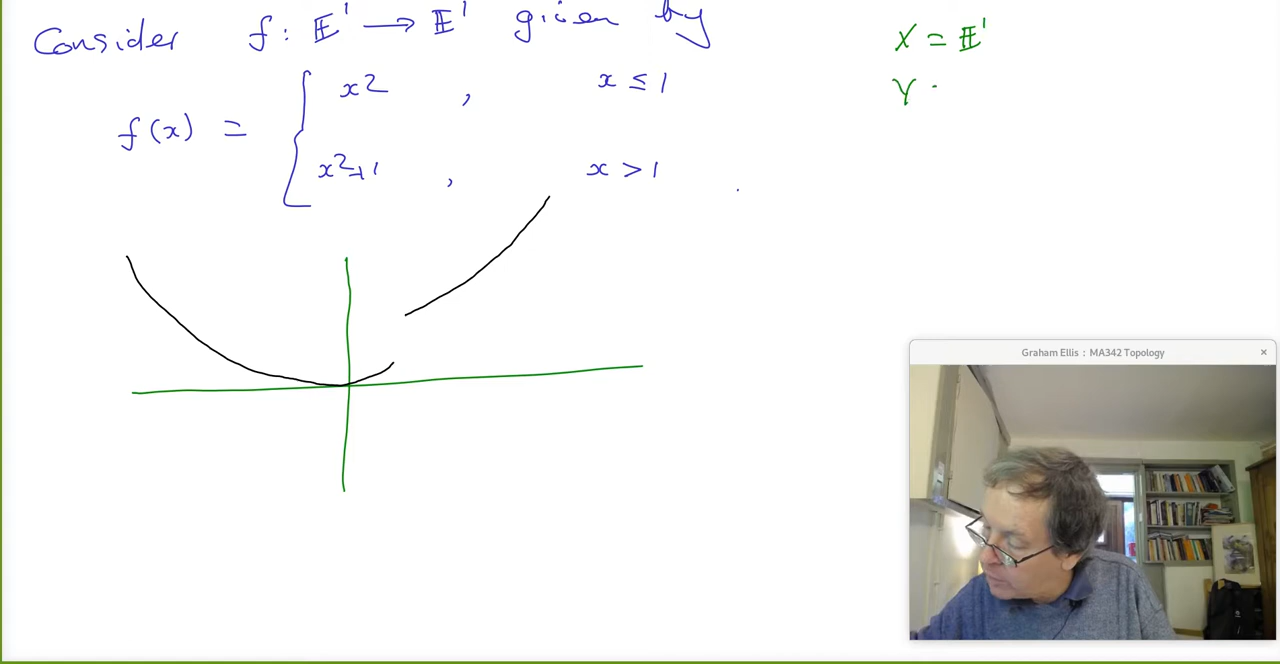 Consider f: 𝔼¹ → 𝔼¹ given by
f(x) = { x², x ≤ 1
x²+1, x > 1
X = 𝔼¹
Y
Graham Ellis : MA342 Topology